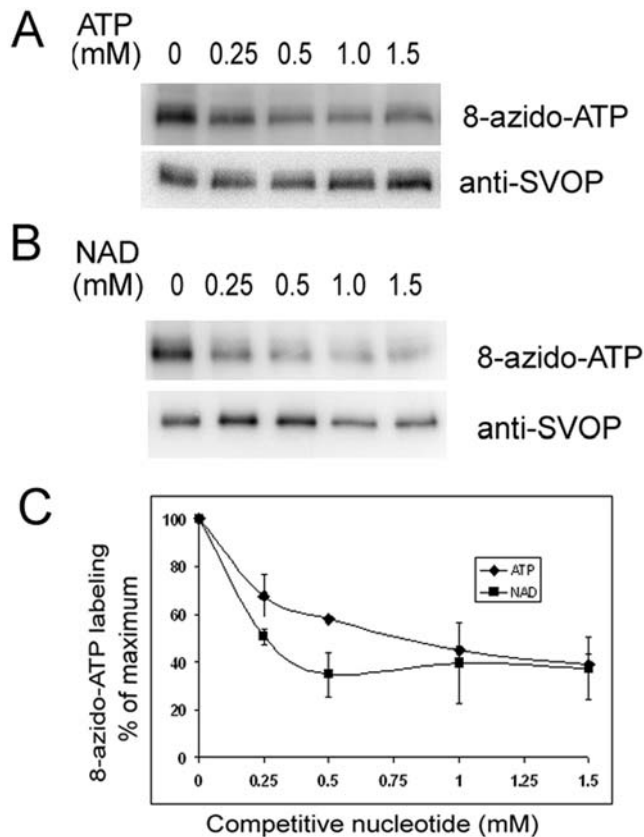 A
ATP
(mM) 0 0.25 0.5 1.0 1.5
8-azido-ATP
anti-SVOP
B
NAD
(mM) 0 0.25 0.5 1.0 1.5
8-azido-ATP
anti-SVOP
C
8-azido-ATP labeling
% of maximum
100
80
60
40
20
0
ATP
NAD
0 0.25 0.5 0.75 1 1.25 1.5
Competitive nucleotide (mM)